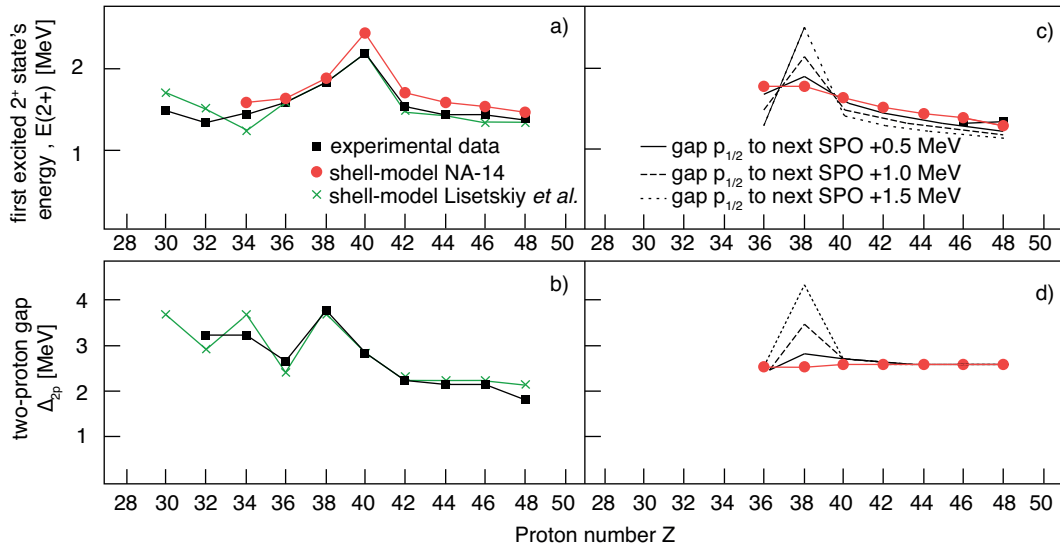 first excited 2⁺ state's
energy , E(2+) [MeV]
2
1
a)
experimental data
shell-model NA-14
shell-model Lisetskiy et al.
28 30 32 34 36 38 40 42 44 46 48 50
c)
gap p1/2 to next SPO +0.5 MeV
gap p1/2 to next SPO +1.0 MeV
gap p1/2 to next SPO +1.5 MeV
28 30 32 34 36 38 40 42 44 46 48 50
two-proton gap
Δ2p [MeV]
4
3
2
1
b)
28 30 32 34 36 38 40 42 44 46 48 50
d)
28 30 32 34 36 38 40 42 44 46 48 50
Proton number Z